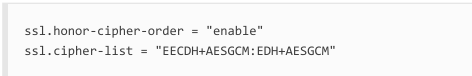 ssl.honor-cipher-order = "enable"
ssl.cipher-list = "EECDH+AESGCM:EDH+AESGCM"